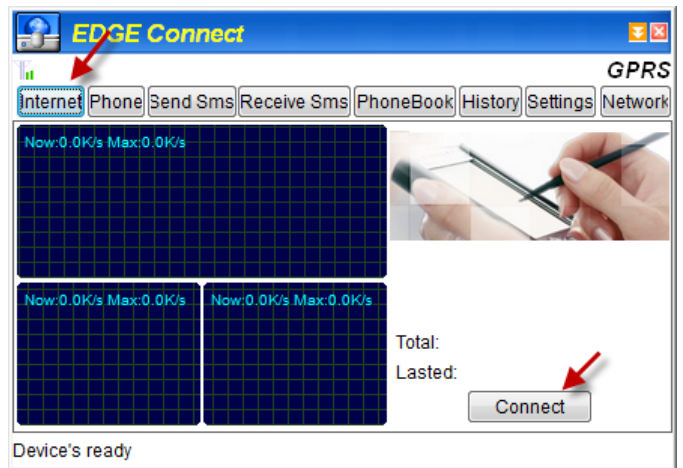 EDGE Connect
GPRS
Internet Phone Send Sms Receive Sms PhoneBook History Settings Network
Now:0.0K/s Max:0.0K/s
Now:0.0K/s Max:0.0K/s Now:0.0K/s Max:0.0K/s
Total:
Lasted:
Connect
Device's ready